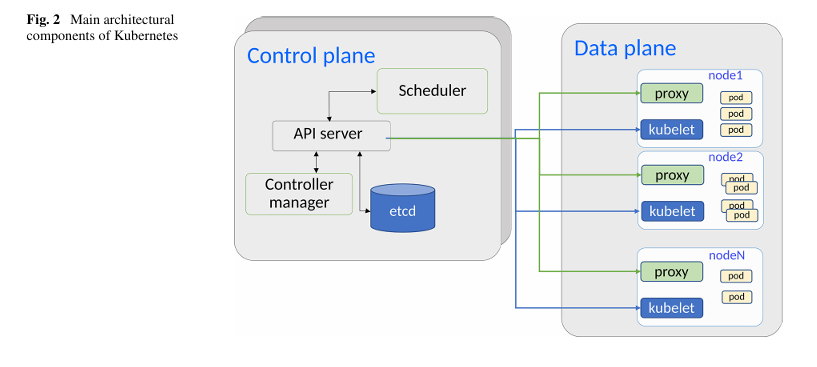 Fig. 2 Main architectural
components of Kubernetes
Control plane
Scheduler
API server
Controller
manager
etcd
Data plane
node1
proxy
pod
pod
kubelet
pod
node2
proxy
pod
pod
kubelet
pod
pod
nodeN
proxy
pod
pod
kubelet